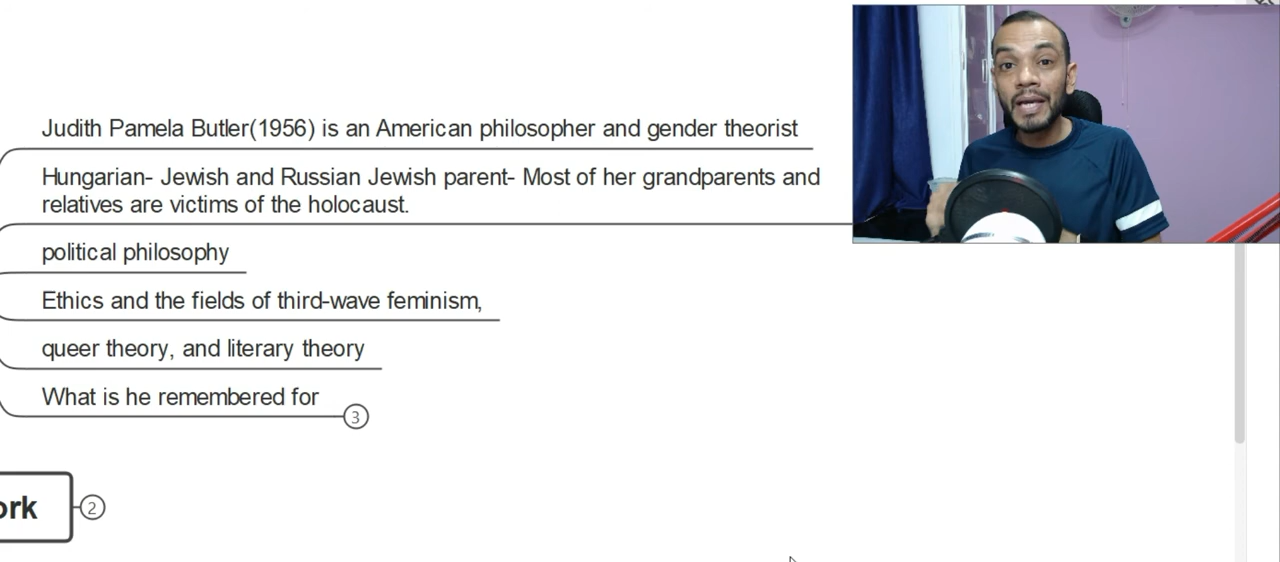 Judith Pamela Butler(1956) is an American philosopher and gender theorist
Hungarian- Jewish and Russian Jewish parent- Most of her grandparents and
relatives are victims of the holocaust.
political philosophy
Ethics and the fields of third-wave feminism,
queer theory, and literary theory
What is he remembered for
3
ork
2